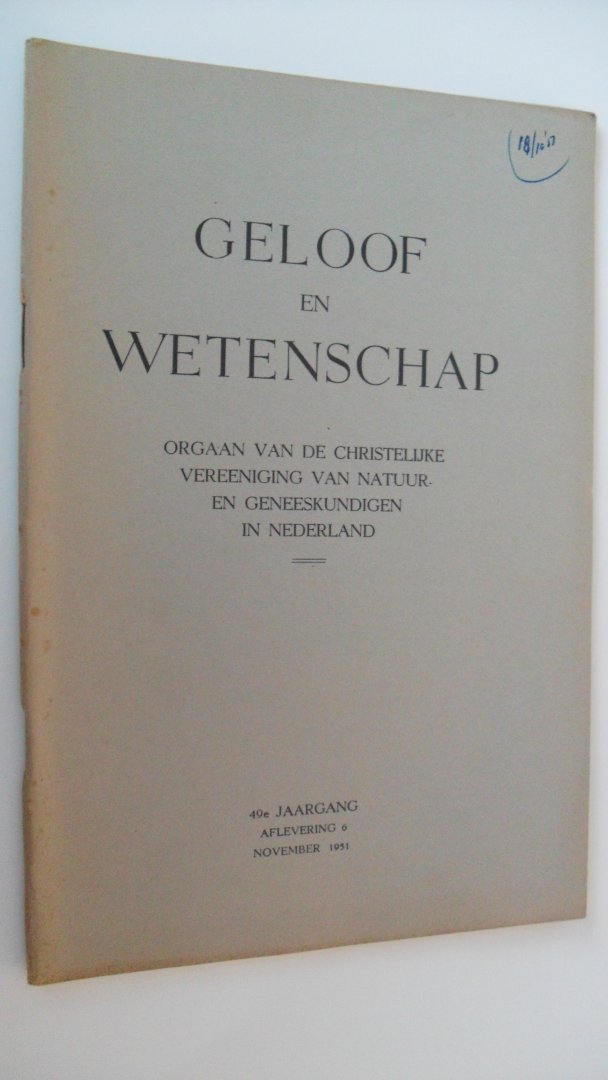 GELOOF
EN
WETENSCHAP
ORGAAN VAN DE CHRISTELIJKE
VEREENIGING VAN NATUUR-
EN GENEESKUNDIGEN
IN NEDERLAND
49e JAARGANG
AFLEVERING 6
NOVEMBER 1951